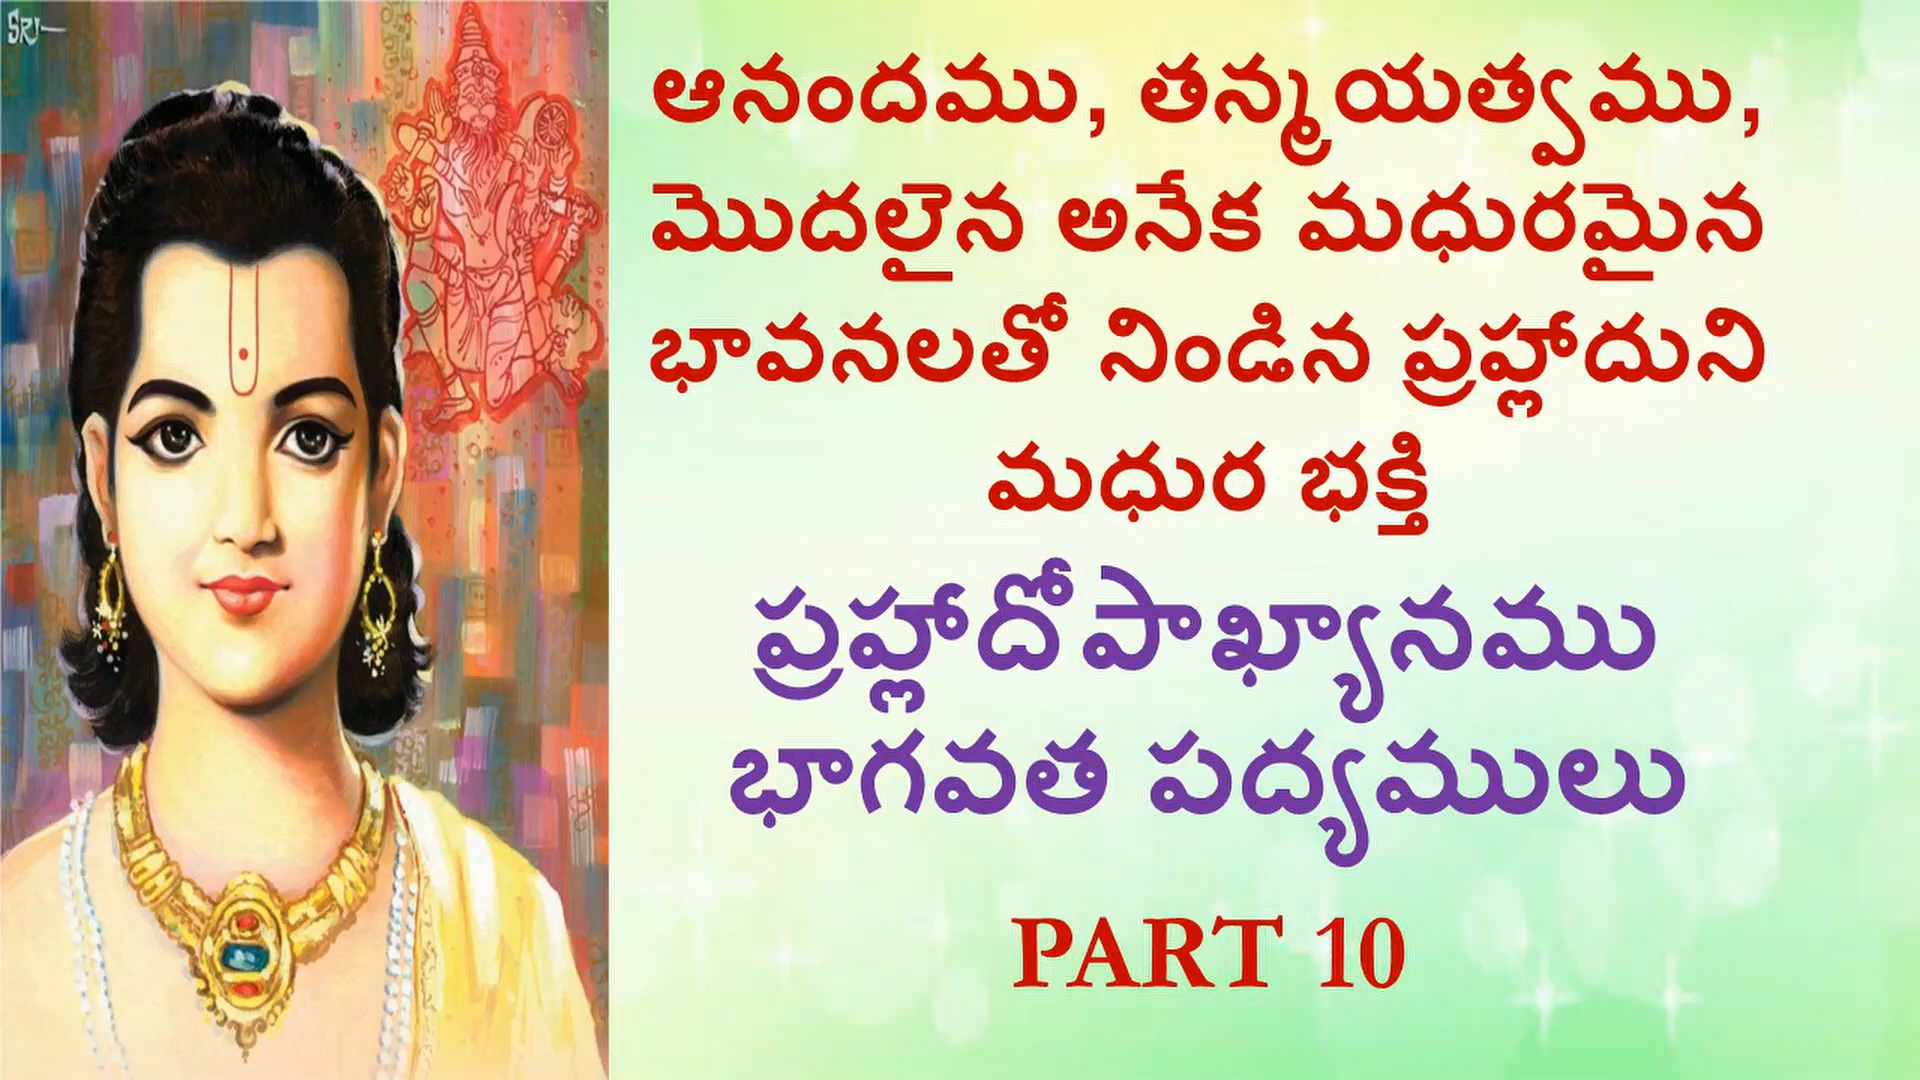 SRI
ఆనందము, తన్మయత్వము,
మొదలైన అనేక మధురమైన
భావనలతో నిండిన ప్రహ్లాదుని
మధుర భక్తి
ప్రహ్లాదోపాఖ్యానము
భాగవత పద్యములు
PART 10